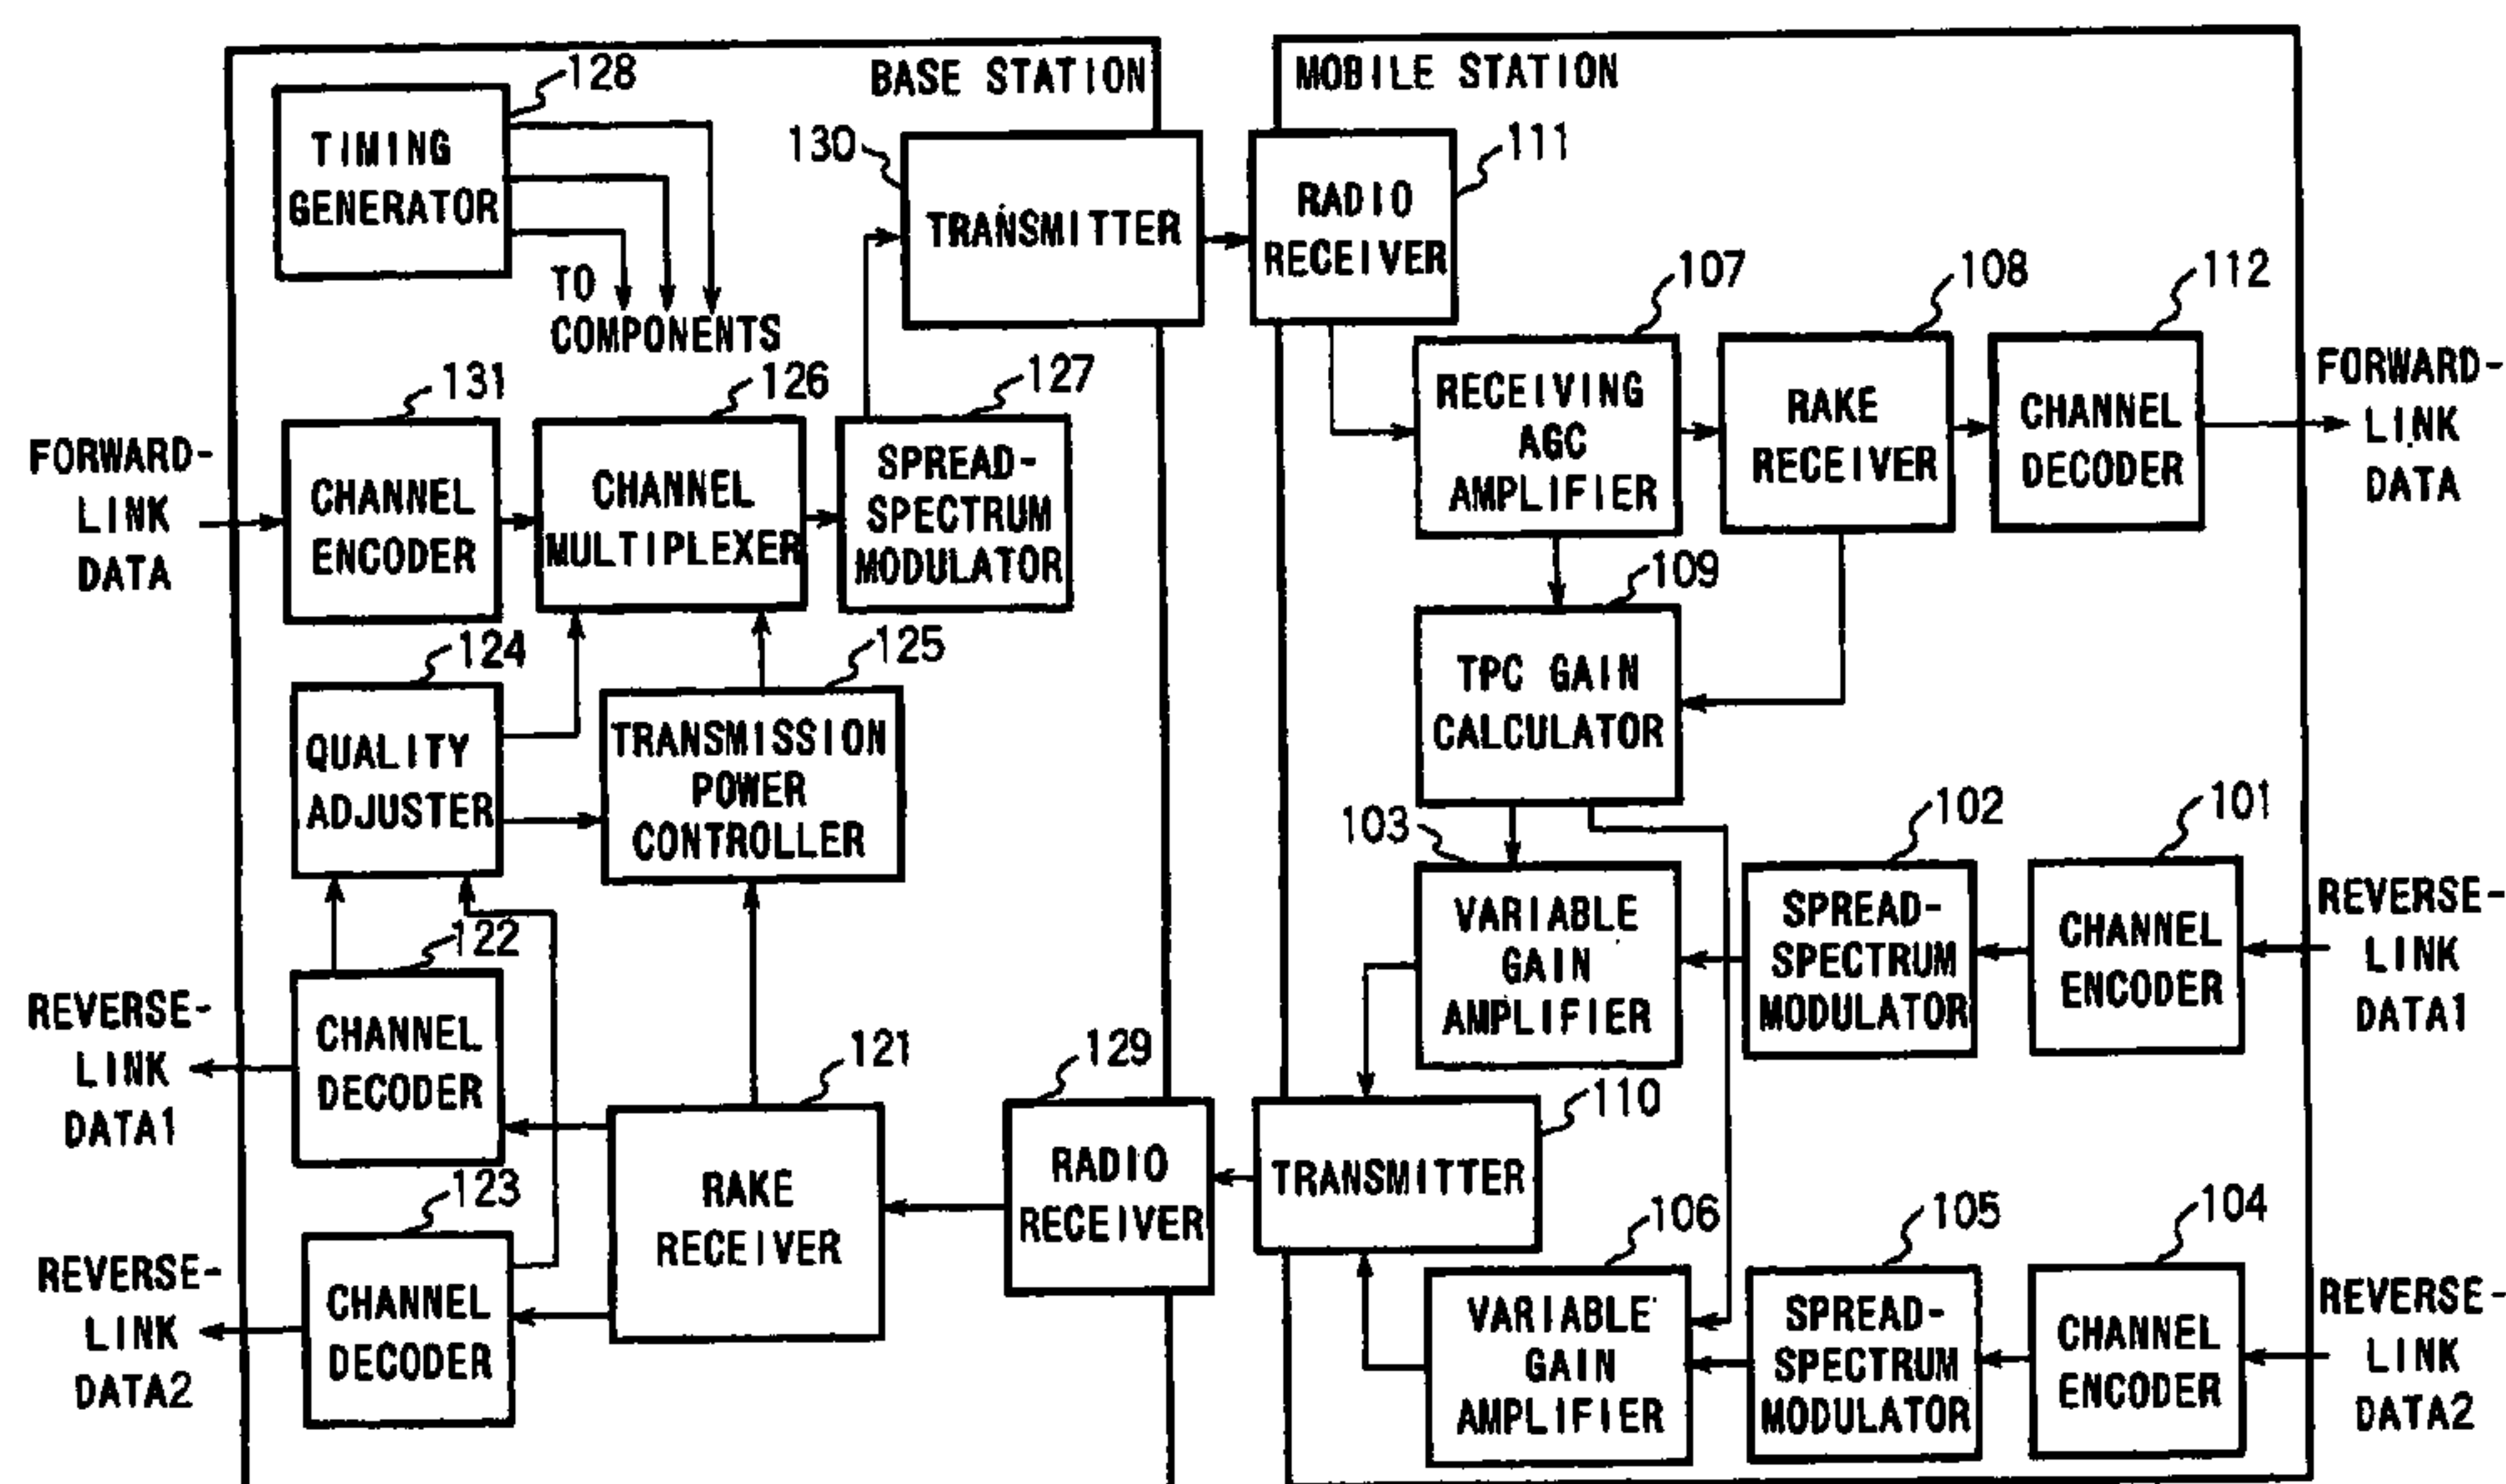 BASE STATION
MOBILE STATION
128
TIMING
GENERATOR
TO
COMPONENTS
130
TRANSMITTER
111
RADIO
RECEIVER
107
RECEIVING
AGC
AMPLIFIER
108
RAKE
RECEIVER
112
CHANNEL
DECODER
FORWARD-
LINK
DATA
FORWARD-
LINK
DATA
131
CHANNEL
ENCODER
126
CHANNEL
MULTIPLEXER
127
SPREAD-
SPECTRUM
MODULATOR
109
TPC GAIN
CALCULATOR
124
QUALITY
ADJUSTER
125
TRANSMISSION
POWER
CONTROLLER
103
VARIABLE
GAIN
AMPLIFIER
102
SPREAD-
SPECTRUM
MODULATOR
101
CHANNEL
ENCODER
REVERSE-
LINK
DATA1
REVERSE-
LINK
DATA1
122
CHANNEL
DECODER
121
RAKE
RECEIVER
129
RADIO
RECEIVER
110
TRANSMITTER
REVERSE-
LINK
DATA2
123
CHANNEL
DECODER
106
VARIABLE
GAIN
AMPLIFIER
105
SPREAD-
SPECTRUM
MODULATOR
104
CHANNEL
ENCODER
REVERSE-
LINK
DATA2